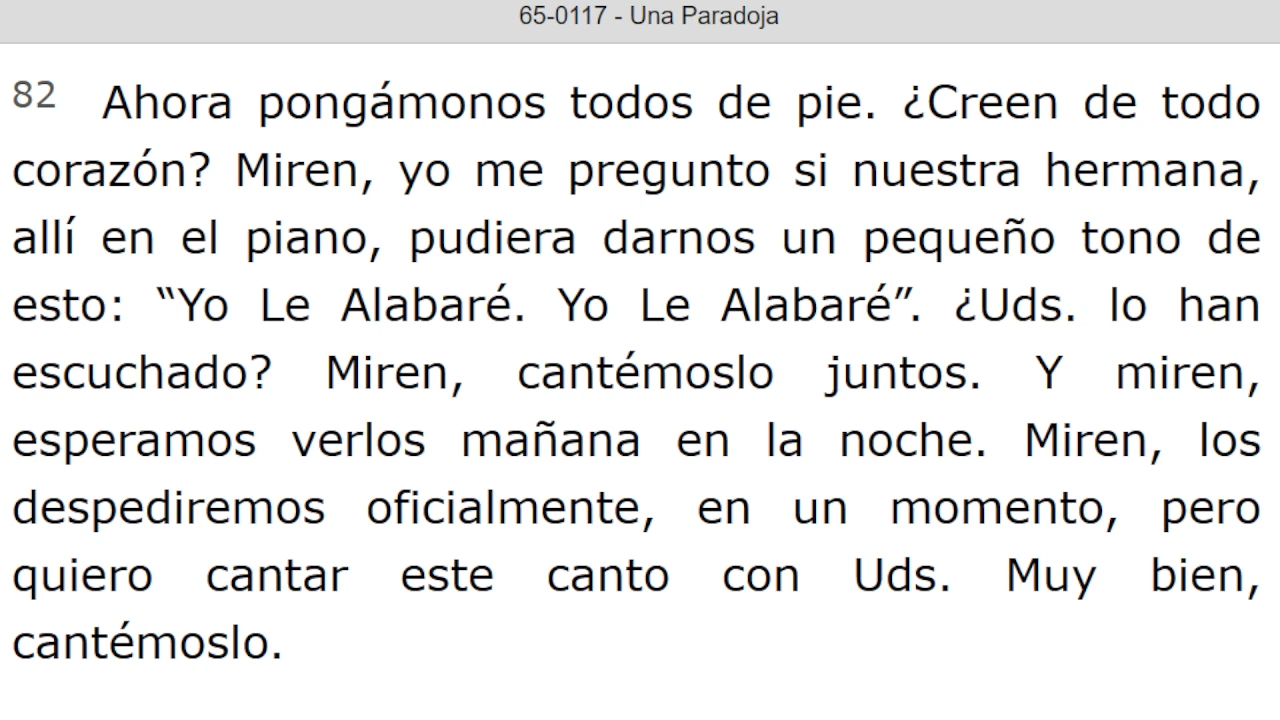 65-0117 - Una Paradoja
82 Ahora pongámonos todos de pie. ¿Creen de todo
corazón? Miren, yo me pregunto si nuestra hermana,
allí en el piano, pudiera darnos un pequeño tono de
esto: “Yo Le Alabaré. Yo Le Alabaré”. ¿Uds. lo han
escuchado? Miren, cantémoslo juntos. Y miren,
esperamos verlos mañana en la noche. Miren, los
despediremos oficialmente, en un momento, pero
quiero cantar este canto con Uds. Muy bien,
cantémoslo.